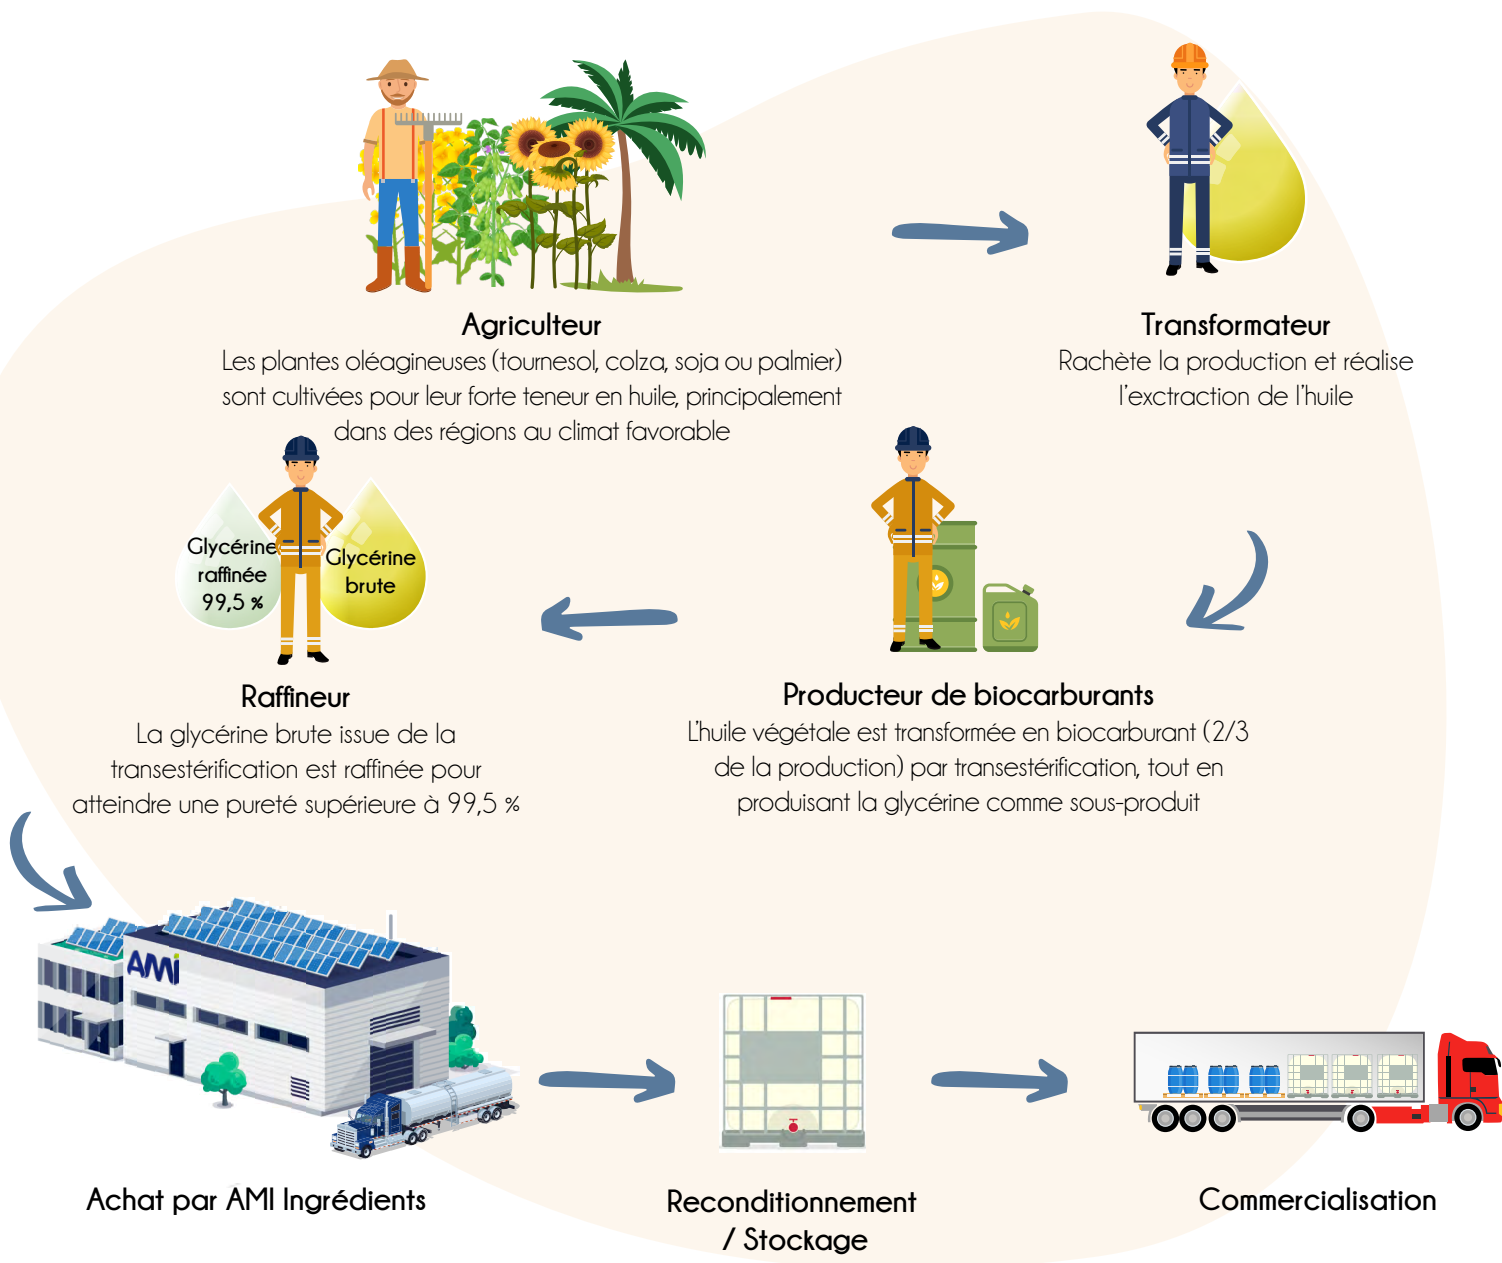 Agriculteur
Les plantes oléagineuses (tournesol, colza, soja ou palmier)
sont cultivées pour leur forte teneur en huile, principalement
dans des régions au climat favorable
Transformateur
Rachète la production et réalise
l'exctraction de l'huile
Glycérine
raffinée
99,5 %
Glycérine
brute
Raffineur
La glycérine brute issue de la
transestérification est raffinée pour
atteindre une pureté supérieure à 99,5 %
Producteur de biocarburants
L'huile végétale est transformée en biocarburant (2/3
de la production) par transestérification, tout en
produisant la glycérine comme sous-produit
AMi
Achat par AMI Ingrédients
Reconditionnement
/ Stockage
Commercialisation